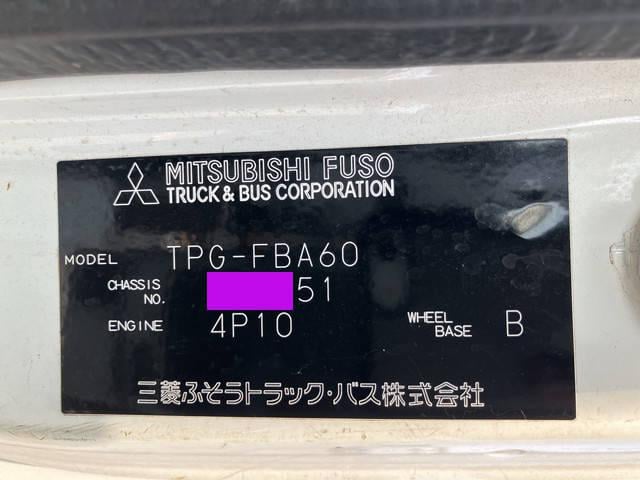 MITSUBISHI FUSO
TRUCK & BUS CORPORATION
MODEL TPG-FBA60
CHASSIS NO. 51
ENGINE 4P10 WHEEL BASE B
三菱ふそうトラック・バス株式会社